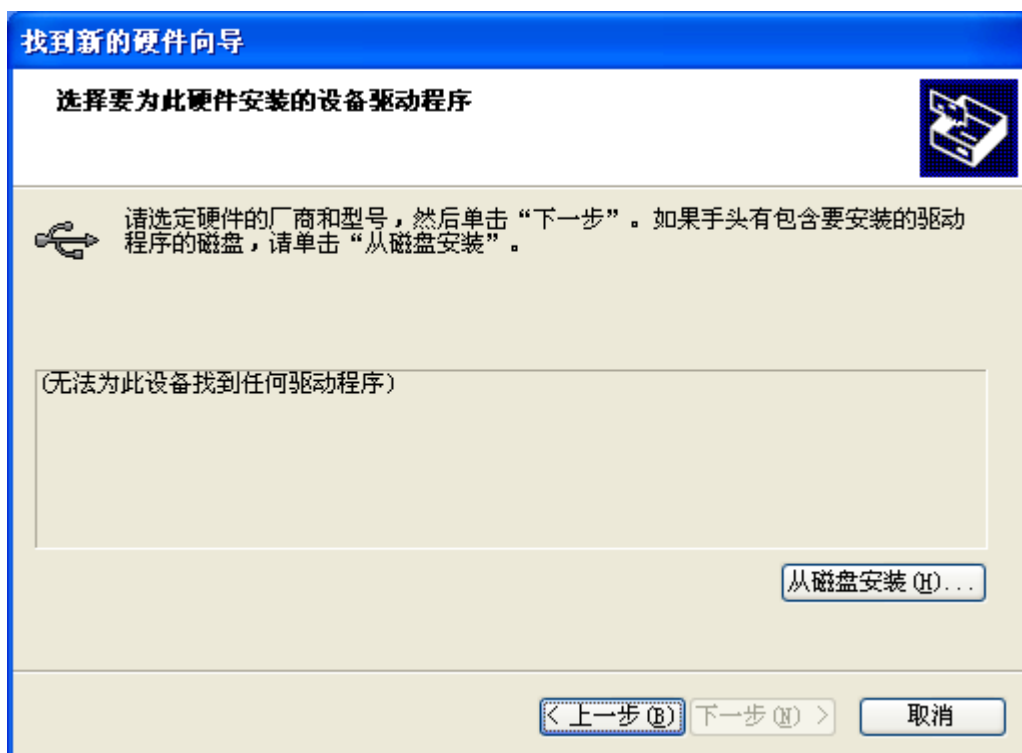 找到新的硬件向导
选择要为此硬件安装的设备驱动程序
请选定硬件的厂商和型号，然后单击“下一步”。如果手头有包含要安装的驱动
程序的磁盘，请单击“从磁盘安装”。
(无法为此设备找到任何驱动程序)
从磁盘安装(H)...
< 上一步(B) 下一步(N) > 取消